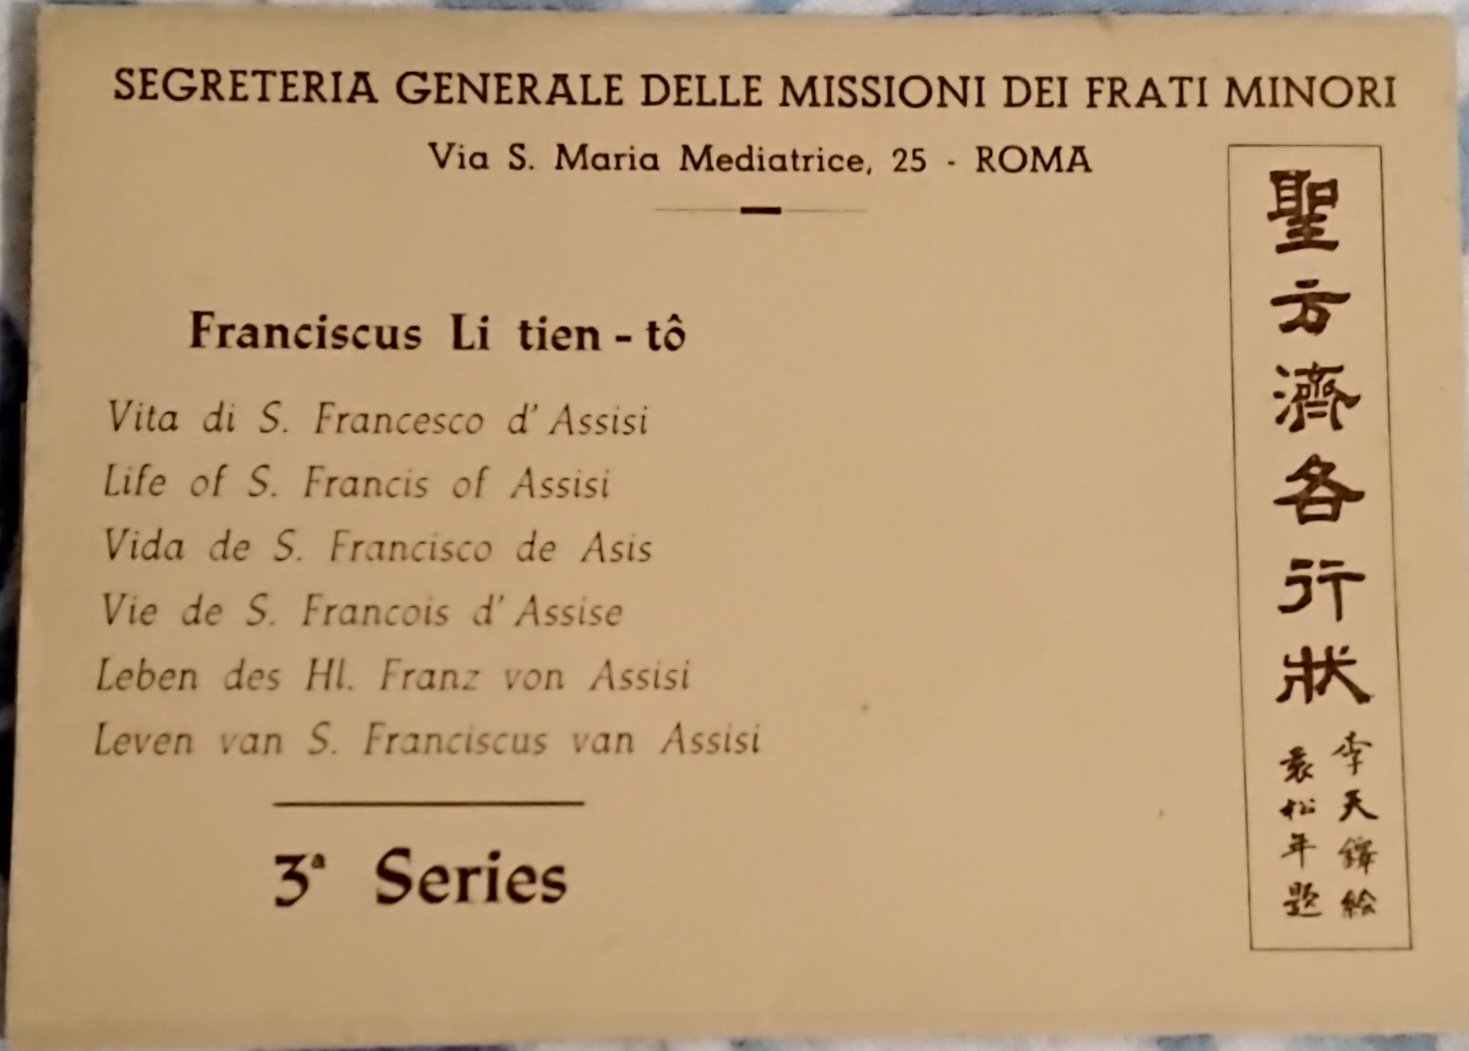 SEGRETERIA GENERALE DELLE MISSIONI DEI FRATI MINORI
Via S. Maria Mediatrice, 25 - ROMA
Franciscus Li tien - tô
Vita di S. Francesco d' Assisi
Life of S. Francis of Assisi
Vida de S. Francisco de Asis
Vie de S. Francois d' Assise
Leben des Hl. Franz von Assisi
Leven van S. Franciscus van Assisi
3ª Series
聖方濟各行狀
李天鐸繪
袁松年題